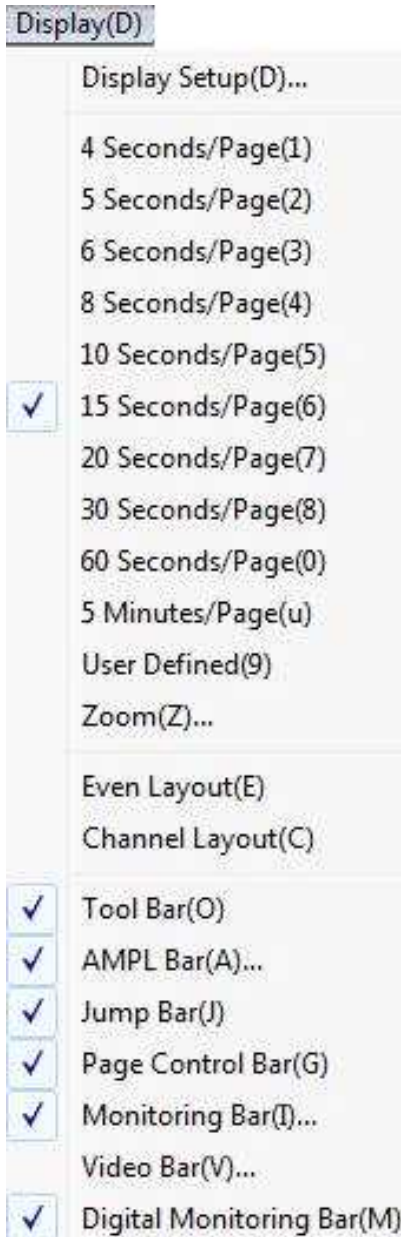 Display(D)
Display Setup(D)...
4 Seconds/Page(1)
5 Seconds/Page(2)
6 Seconds/Page(3)
8 Seconds/Page(4)
10 Seconds/Page(5)
15 Seconds/Page(6)
20 Seconds/Page(7)
30 Seconds/Page(8)
60 Seconds/Page(0)
5 Minutes/Page(u)
User Defined(9)
Zoom(Z)...
Even Layout(E)
Channel Layout(C)
Tool Bar(O)
AMPL Bar(A)...
Jump Bar(J)
Page Control Bar(G)
Monitoring Bar(I)...
Video Bar(V)...
Digital Monitoring Bar(M)